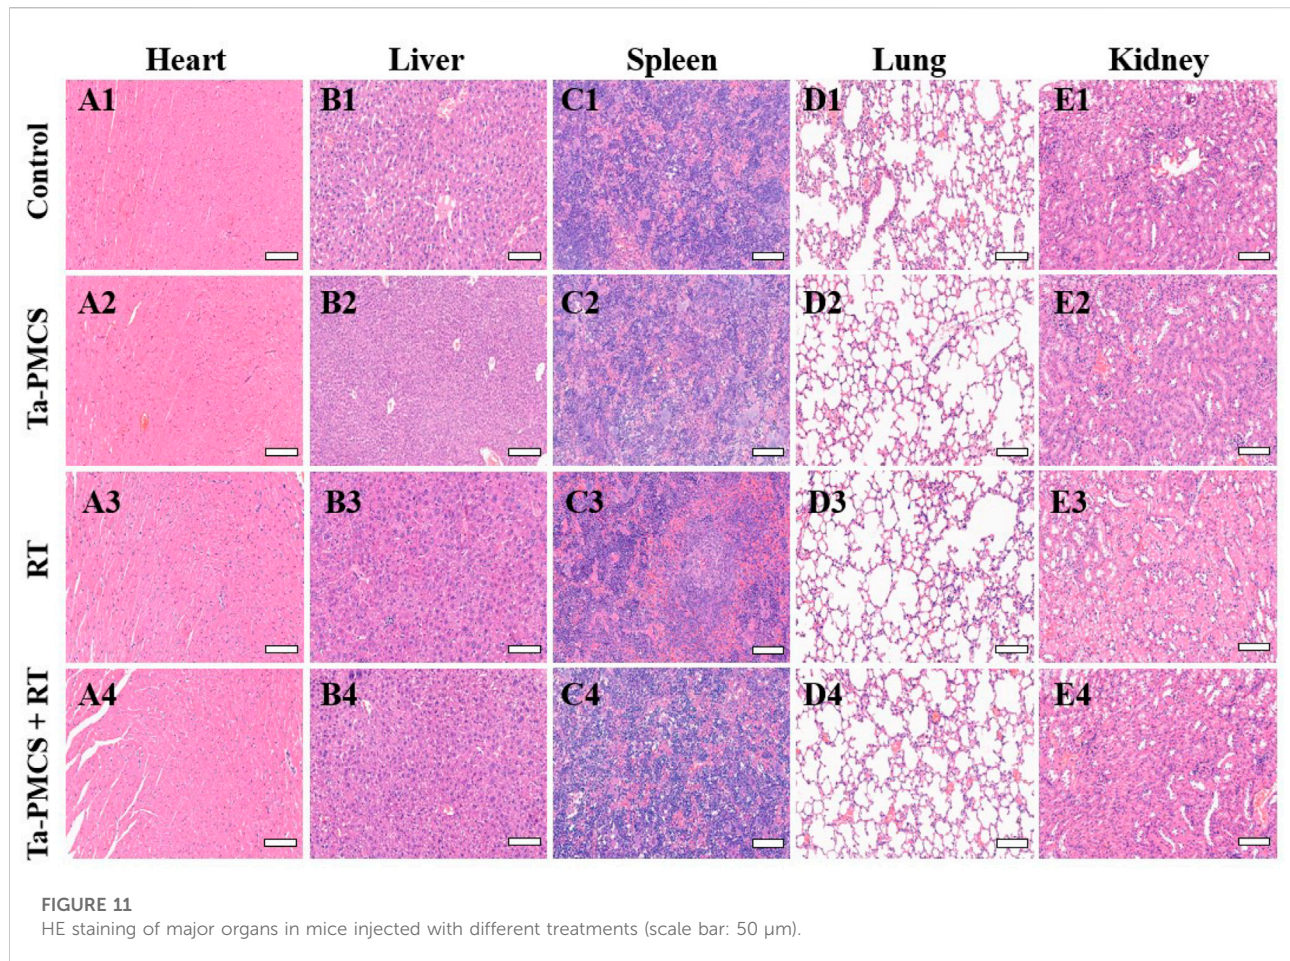 Heart Liver Spleen Lung Kidney
Control A1 B1 C1 D1 E1
Ta-PMCS A2 B2 C2 D2 E2
RT A3 B3 C3 D3 E3
Ta-PMCS + RT A4 B4 C4 D4 E4
FIGURE 11
HE staining of major organs in mice injected with different treatments (scale bar: 50 µm).